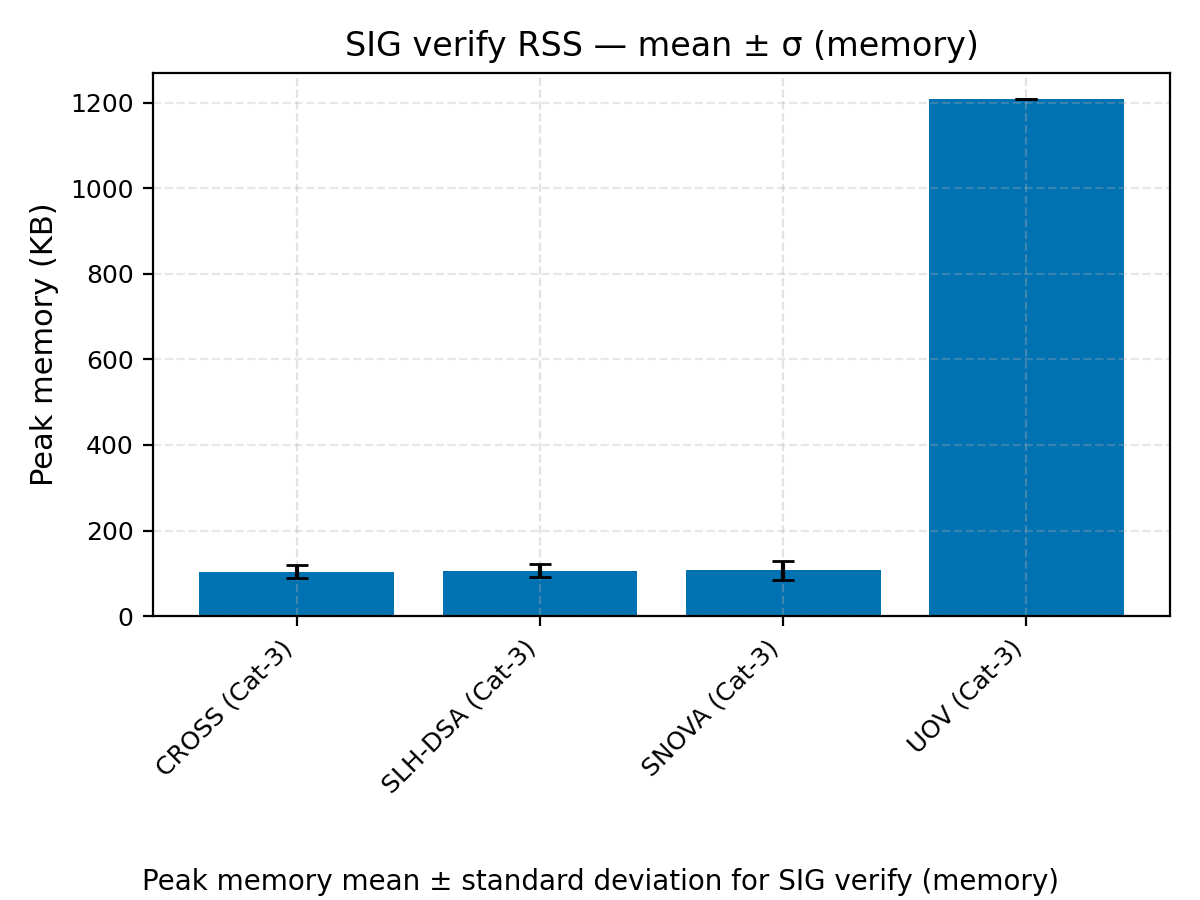 SIG verify RSS — mean ± σ (memory)
Peak memory (KB)
1200
1000
800
600
400
200
0
CROSS (Cat-3)
SLH-DSA (Cat-3)
SNOVA (Cat-3)
UOV (Cat-3)
Peak memory mean ± standard deviation for SIG verify (memory)